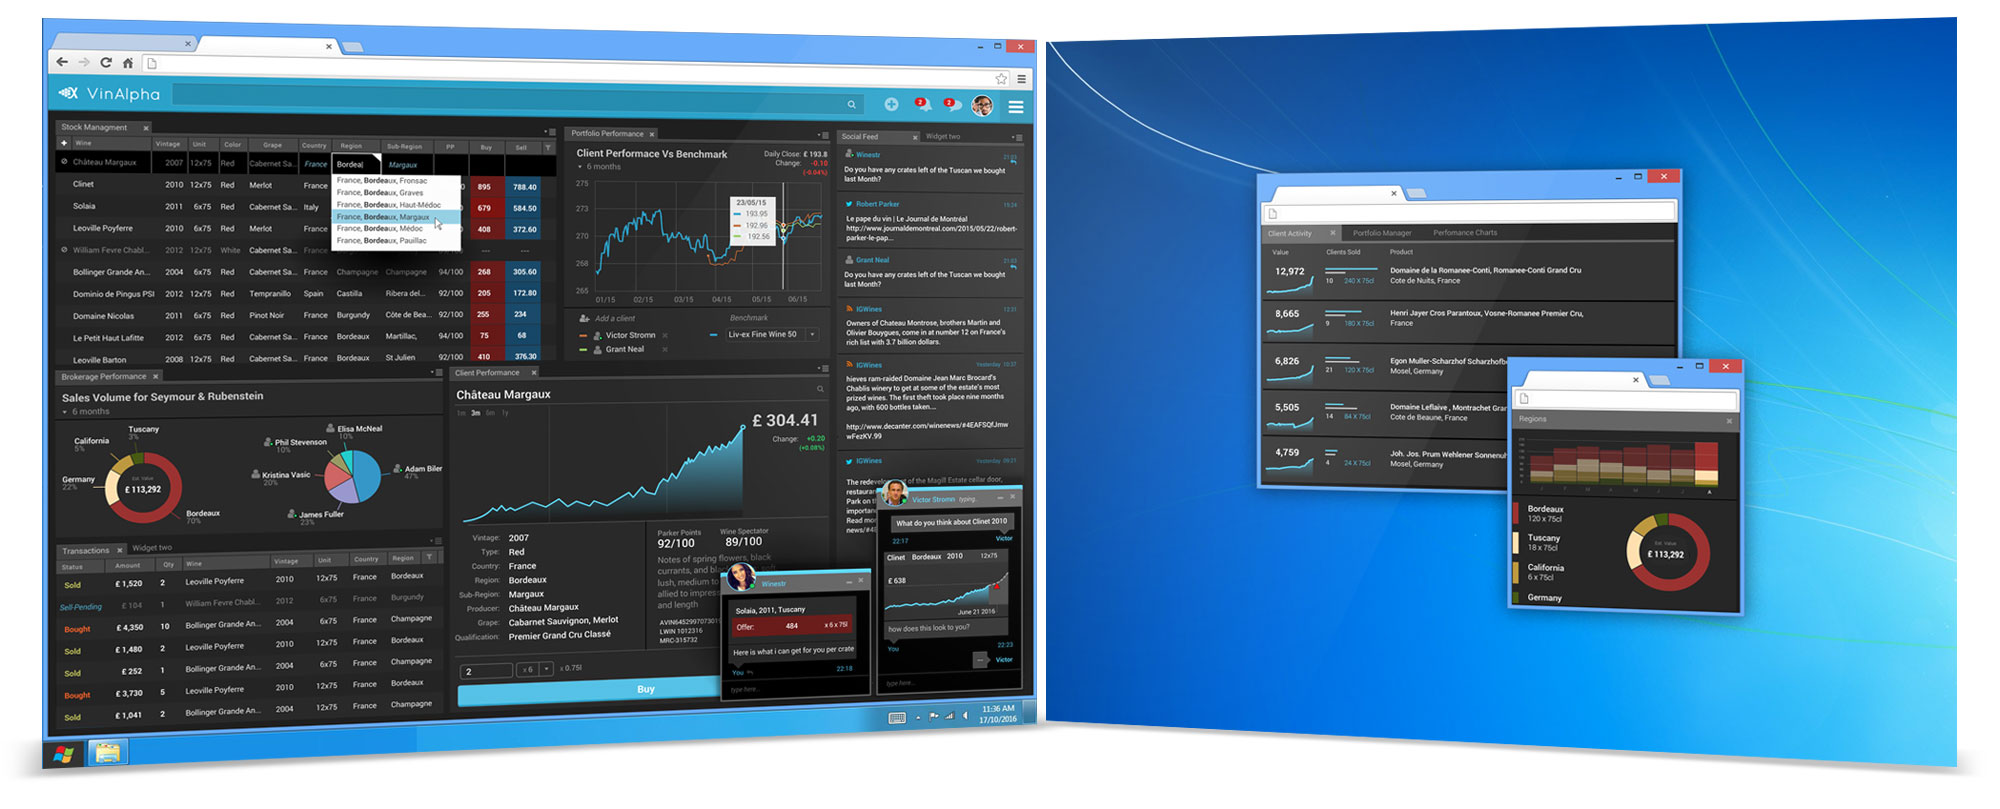 VinAlpha
2
2
Stock Managment
Wine Vintage Unit Color Grape Country Region Sub-Region PP Buy Sell
Château Margaux 2007 12x75 Red Cabernet Sa... France Bordea Margaux
Clinet 2010 12x75 Red Merlot France 895 788.40
Solaia 2011 6x75 Red Cabernet Sa... Italy 679 584.50
Leoville Poyferre 2010 6x75 Red Merlot France 408 372.60
William Fevre Chabl... 2012 12x75 White Cabernet Sa... France --- ---
Bollinger Grande An... 2004 6x75 Red Cabernet Sa... France Champagne Champagne 94/100 268 305.60
Dominio de Pingus PSI 2012 12x75 Red Tempranillo Spain Castilla Ribera del... 92/100 205 172.80
Domaine Nicolas 2011 6x75 Red Pinot Noir France Burgundy Côte de Bea... 92/100 255 234
Le Petit Haut Lafitte 2012 6x75 Red Cabernet Sa... France Bordeaux Martillac, 94/100 75 68
Leoville Barton 2008 12x75 Red Cabernet Sa... France Bordeaux St Julien 92/100 410 376.30
France, Bordeaux, Fronsac
France, Bordeaux, Graves
France, Bordeaux, Haut-Médoc
France, Bordeaux, Margaux
France, Bordeaux, Médoc
France, Bordeaux, Pauillac
Portfolio Performance
Client Performace Vs Benchmark
6 months
Daily Close: £ 193.8
Change: -0.10
(-0.04%)
275
273
270
268
265
23/05/15
193.95
192.96
192.56
01/15 02/15 03/15 04/15 05/15 06/15
Add a client Benchmark
Victor Stromn Liv-ex Fine Wine 50
Grant Neal
Social Feed Widget two
Winestr 21:03
Do you have any crates left of the Tuscan we bought
last Month?
Robert Parker 15:24
Le pape du vin | Le Journal de Montréal
http://www.journaldemontreal.com/2015/05/22/robert-
parker-le-pap...
Grant Neal 21:03
Do you have any crates left of the Tuscan we bought
last Month?
IGWines 12:31
Owners of Chateau Montrose, brothers Martin and
Olivier Bouygues, come in at number 12 on France's
rich list with 3.7 billion dollars.
IGWines Yesterday 10:37
hieves ram-raided Domaine Jean Marc Brocard's
Chablis winery to get at some of the estate's most
prized wines. The first theft took place nine months
ago, with 600 bottles taken...
http://www.decanter.com/winenews/#4EAFSQfJmw
wFezKV.99
IGWines Yesterday 09:21
The redevelopment of the Magill Estate cellar door,
restaura
Park on
importan
Read mor
news/#48
Brokerage Performance
Sales Volume for Seymour & Rubenstein
6 months
Tuscany
3%
California
5%
Germany
22%
Est. Value
£ 113,292
Bordeaux
70%
Elisa McNeal
10%
Phil Stevenson
10%
Kristina Vasic
20%
Adam Biler
47%
James Fuller
23%
Client Performance
Château Margaux
1m 3m 6m 1y
£ 304.41
Change: +0.20
(+0.08%)
Vintage: 2007
Type: Red
Country: France
Region: Bordeaux
Sub-Region: Margaux
Producer: Château Margaux
Grape: Cabarnet Sauvignon, Merlot
Qualification: Premier Grand Cru Classé
Parker Points
92/100
Wine Spectator
89/100
Notes of spring flowers, black
currants, and black
lush, medium to
allied to impress
and length
AVIN6452997073019
LWIN 1012316
MRC-315732
2 x 6 x 0.75l
Buy
Transactions Widget two
Status Amount Qty Wine Vintage Unit Country Region
Sold £ 1,520 2 Leoville Poyferre 2010 12x75 France Bordeaux
Sell-Pending £ 104 1 William Fevre Chabl... 2012 6x75 France Burgundy
Bought £ 4,350 10 Bollinger Grande An... 2004 12x75 France Champagne
Sold £ 1,480 2 Leoville Poyferre 2010 12x75 France Bordeaux
Sold £ 252 1 Bollinger Grande An... 2004 6x75 France Champagne
Bought £ 3,730 5 Leoville Poyferre 2010 12x75 France Bordeaux
Sold £ 1,041 2 Bollinger Grande An... 2004 12x75 France Champagne
Winestr
Solaia, 2011, Tuscany
Offer: 484 x 6 x 75l
Here is what i can get for you per crate
You 22:18
type here...
Victor Stromn typing..
What do you think about Clinet 2010
22:17 Victor
Clinet Bordeaux 2010 12x75
£ 638
June 21 2016
how does this look to you?
You 22:23
... Victor
type here...
11:36 AM
17/10/2016
Client Activity Portfolio Manager Perfomance Charts
Value Clients Sold Product
12,972 10 240 X 75cl Domaine de la Romanee-Conti, Romanee-Conti Grand Cru
Cote de Nuits, France
8,665 9 180 X 75cl Henri Jayer Cros Parantoux, Vosne-Romanee Premier Cru,
France
6,826 21 120 X 75cl Egon Muller-Scharzhof Scharzhofb
Mosel, Germany
5,505 14 84 X 75cl Domaine Leflaive , Montrachet Gran
Cote de Beaune, France
4,759 4 24 X 75cl Joh. Jos. Prum Wehlener Sonnenuh
Mosel, Germany
Regions
Bordeaux
120 x 75cl
Tuscany
18 x 75cl
California
6 x 75cl
Germany
Est. Value
£ 113,292